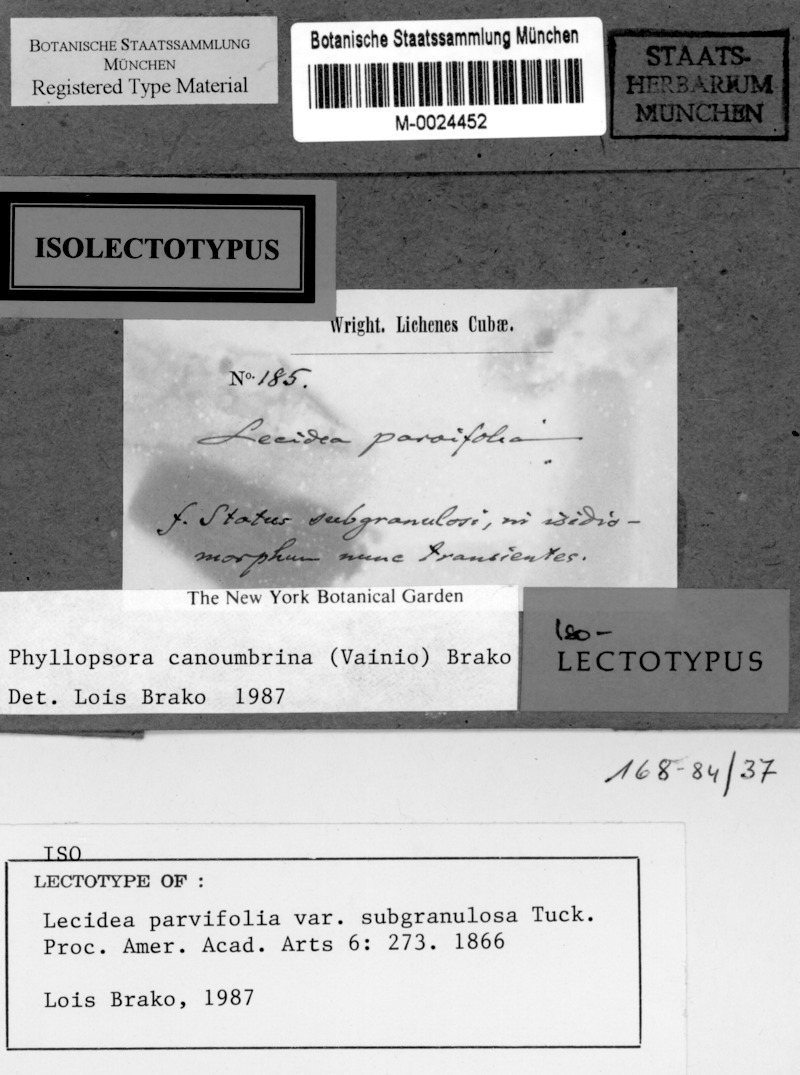 BOTANISCHE STAATSSAMMLUNG
MÜNCHEN
Registered Type Material
Botanische Staatssammlung München
M-0024452
STAATS-
HERBARIUM
MÜNCHEN
ISOLECTOTYPUS
Wright. Lichenes Cubæ.
No. 185.
Lecidea parvifolia
f. Status subgranulosi, in isidio-
morphum nunc transientes.
The New York Botanical Garden
Phyllopsora canoumbrina (Vainio) Brako
Det. Lois Brako 1987
Iso-
LECTOTYPUS
168-84/37
ISO
LECTOTYPE OF :
Lecidea parvifolia var. subgranulosa Tuck.
Proc. Amer. Acad. Arts 6: 273. 1866
Lois Brako, 1987